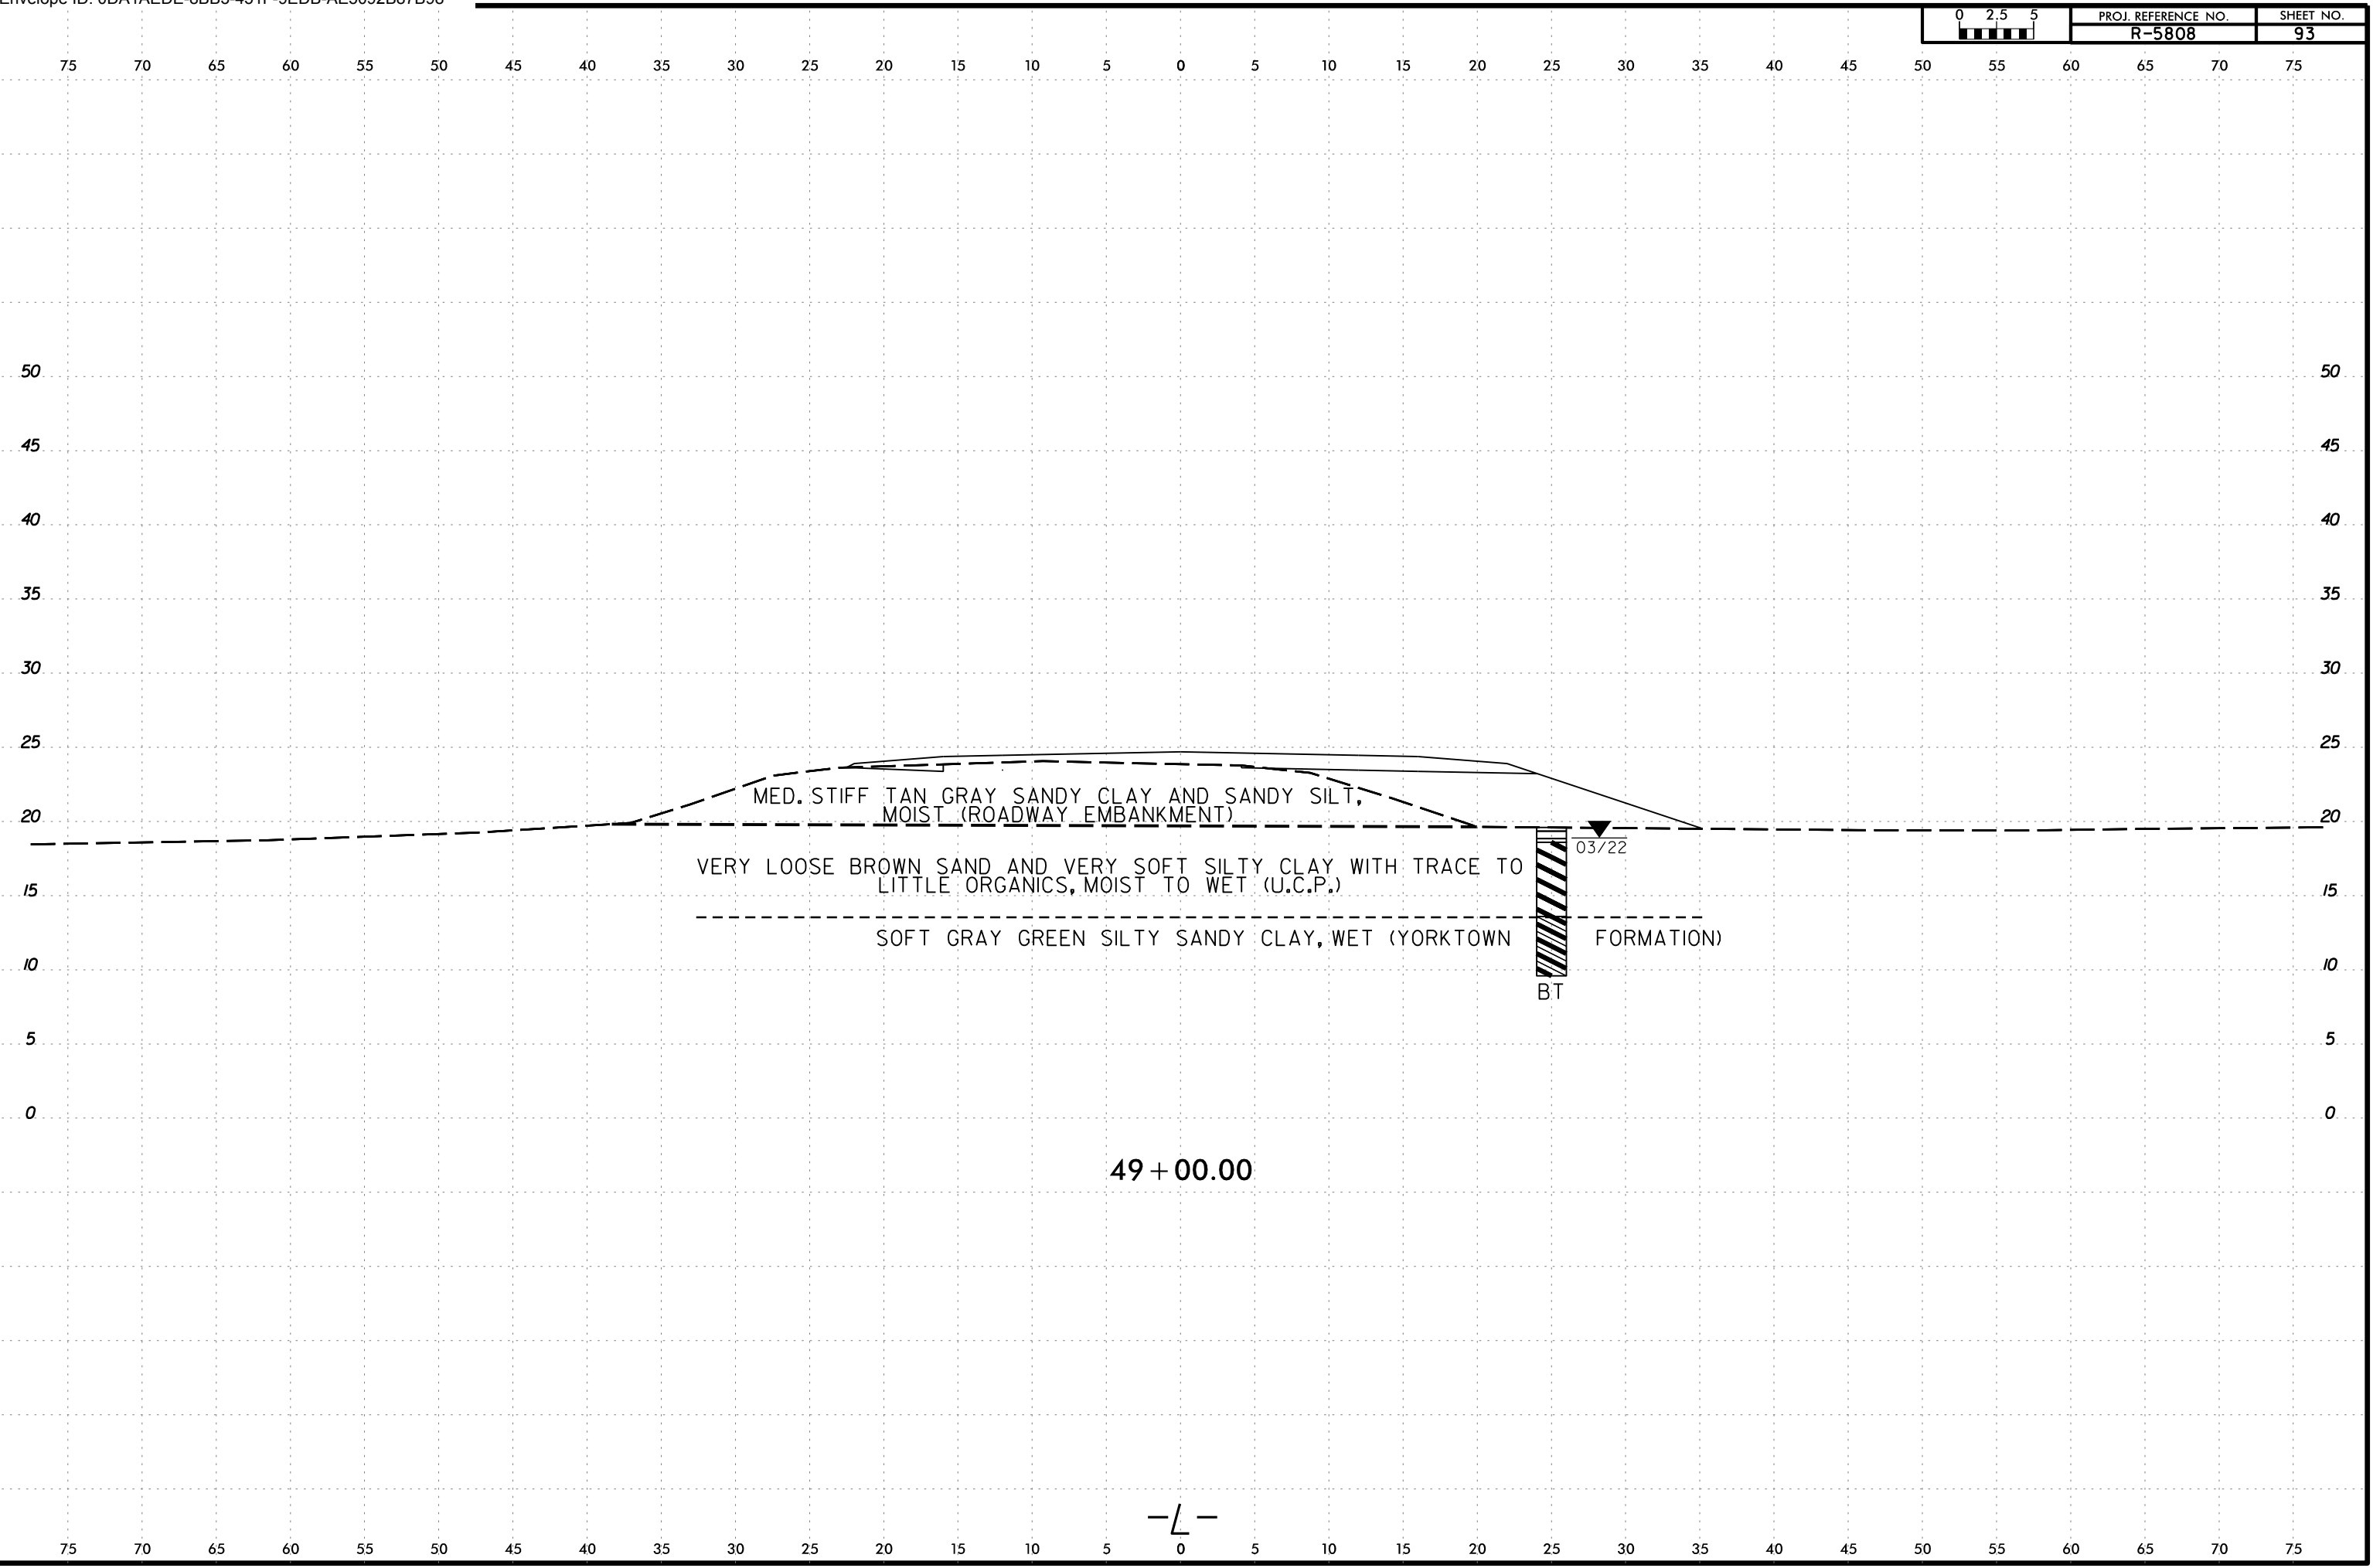 0 2.5 5 PROJ. REFERENCE NO. SHEET NO.
R-5808 93
75 70 65 60 55 50 45 40 35 30 25 20 15 10 5 0 5 10 15 20 25 30 35 40 45 50 55 60 65 70 75
50 50
45 45
40 40
35 35
30 30
25 25
MED. STIFF TAN GRAY SANDY CLAY AND SANDY SILT,
MOIST (ROADWAY EMBANKMENT)
20 20
03/22
VERY LOOSE BROWN SAND AND VERY SOFT SILTY CLAY WITH TRACE TO
LITTLE ORGANICS, MOIST TO WET (U.C.P.)
15 15
SOFT GRAY GREEN SILTY SANDY CLAY, WET (YORKTOWN FORMATION)
10 10
BT
5 5
0 0
49+00.00
-L-
75 70 65 60 55 50 45 40 35 30 25 20 15 10 5 0 5 10 15 20 25 30 35 40 45 50 55 60 65 70 75